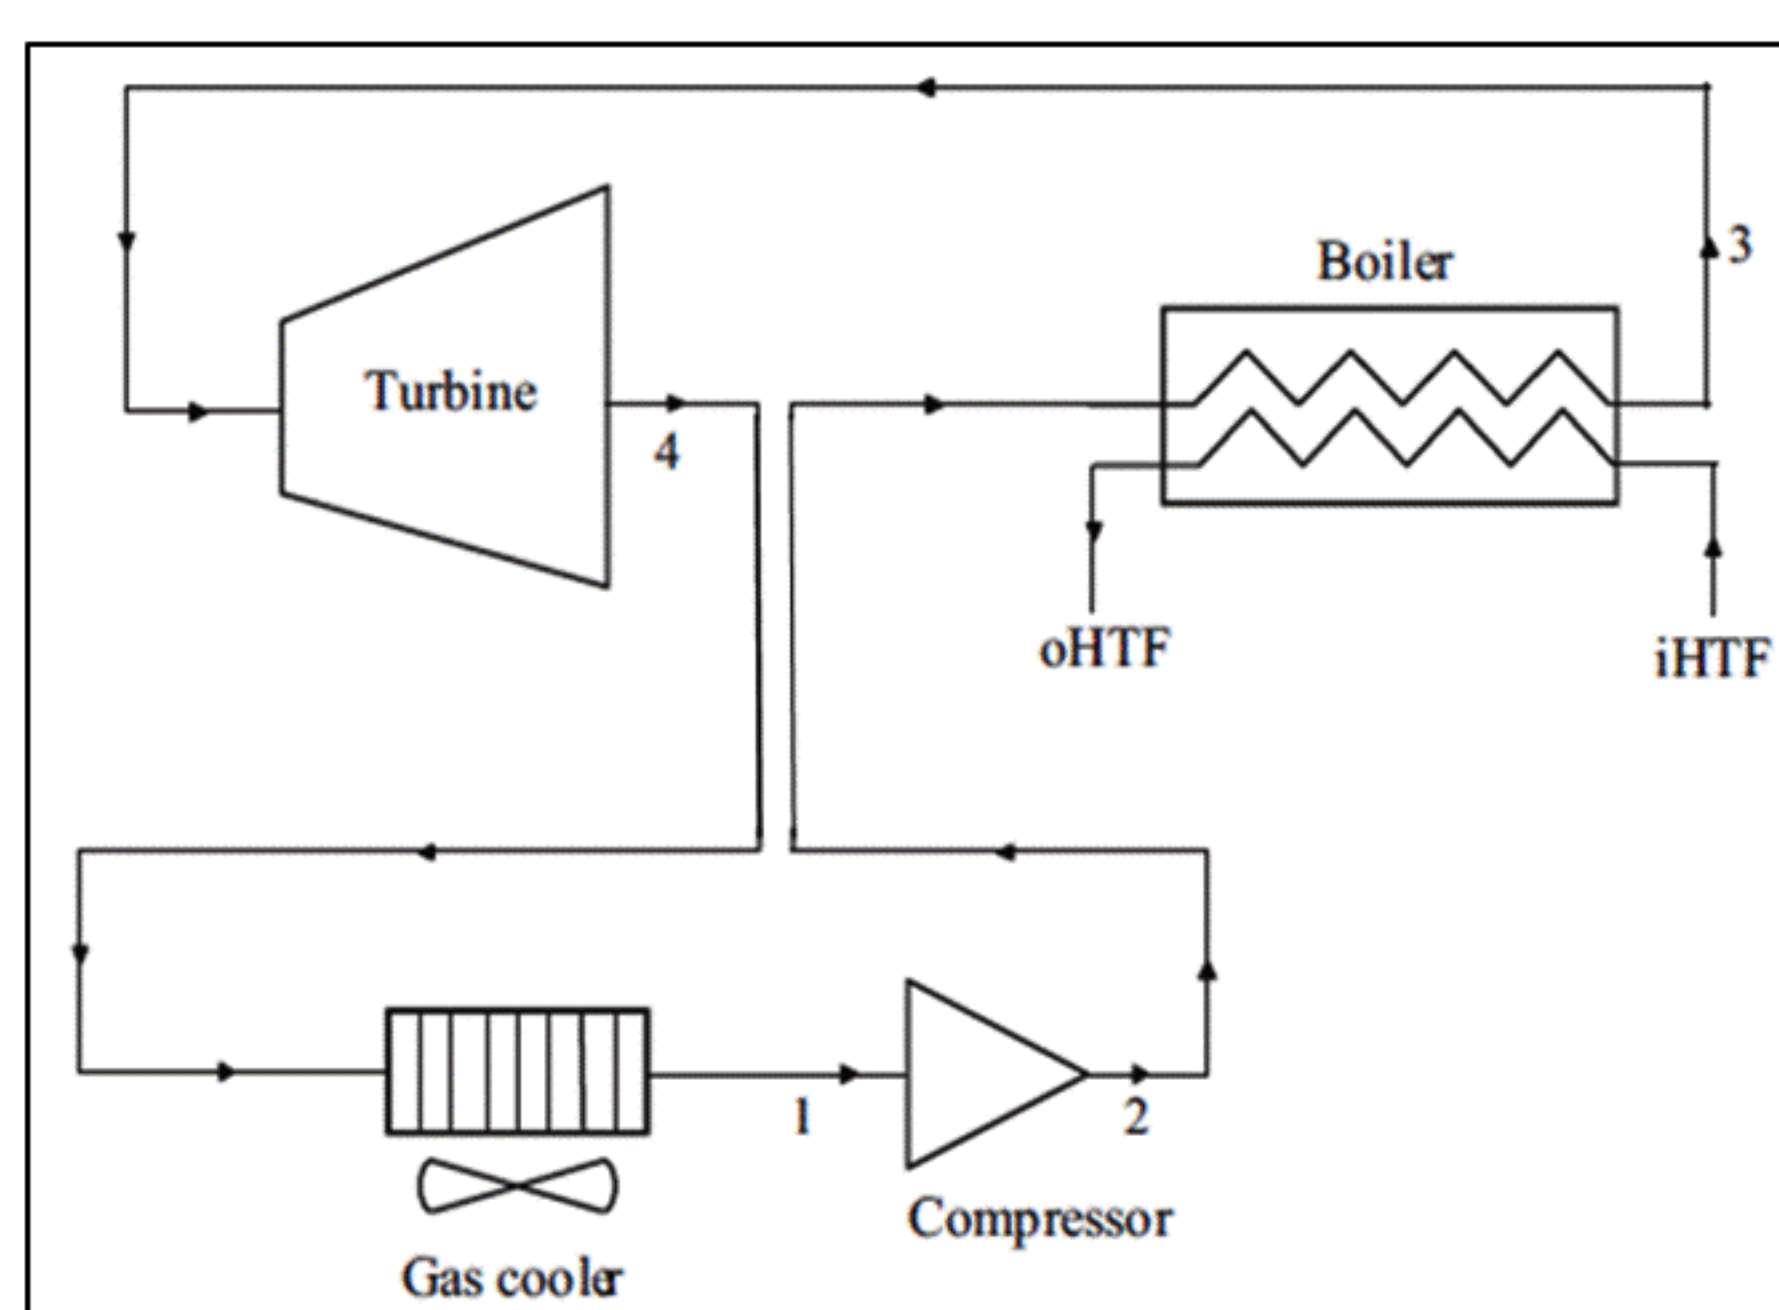 Boiler
3
Turbine
4
oHTF
iHTF
1
2
Compressor
Gas cooler